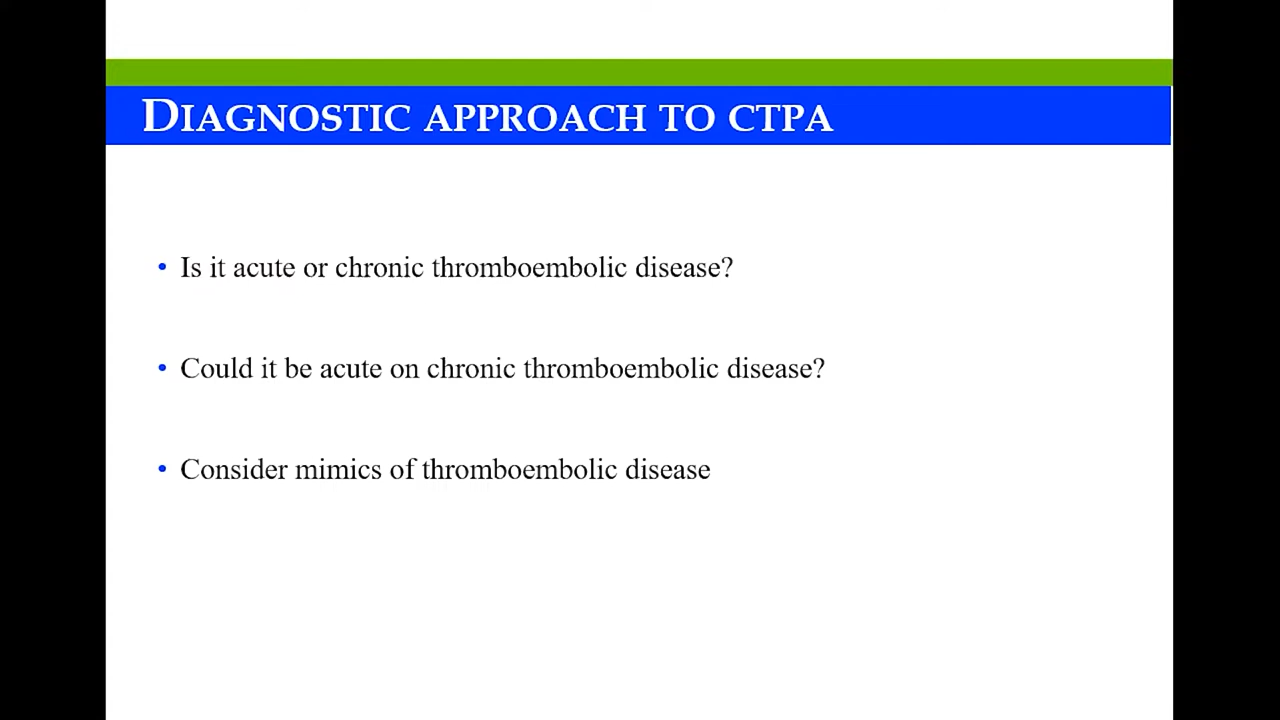 DIAGNOSTIC APPROACH TO CTPA
• Is it acute or chronic thromboembolic disease?
• Could it be acute on chronic thromboembolic disease?
• Consider mimics of thromboembolic disease